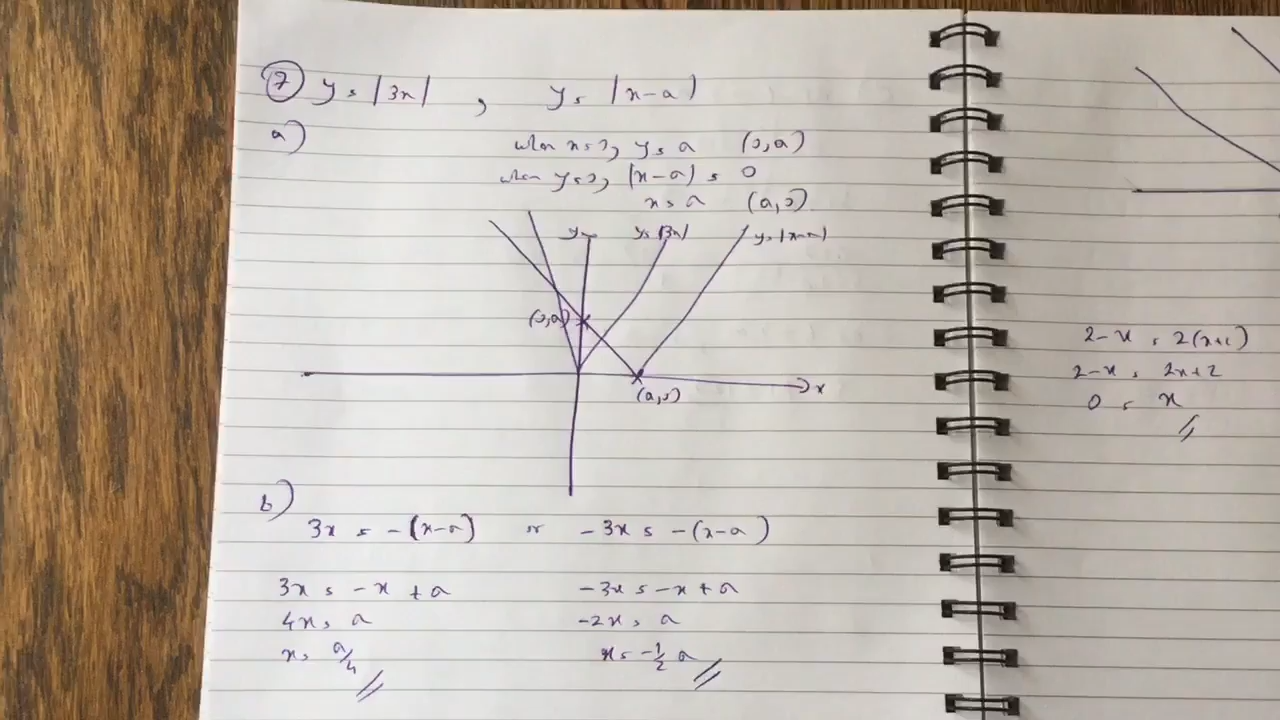 7 y = |3x| , y = |x-a|
a)
when x=0, y = a (0,a)
when y=0, |x-a| = 0
x = a (a,0)
y y=|3x| y=|x-a|
(0,a)
x
(a,0)
b)
3x = -(x-a) or -3x = -(x-a)
3x = -x + a -3x = -x + a
4x = a -2x = a
x = a/4 x = -1/2 a
2-x = 2(x+1)
2-x = 2x+2
0 = x